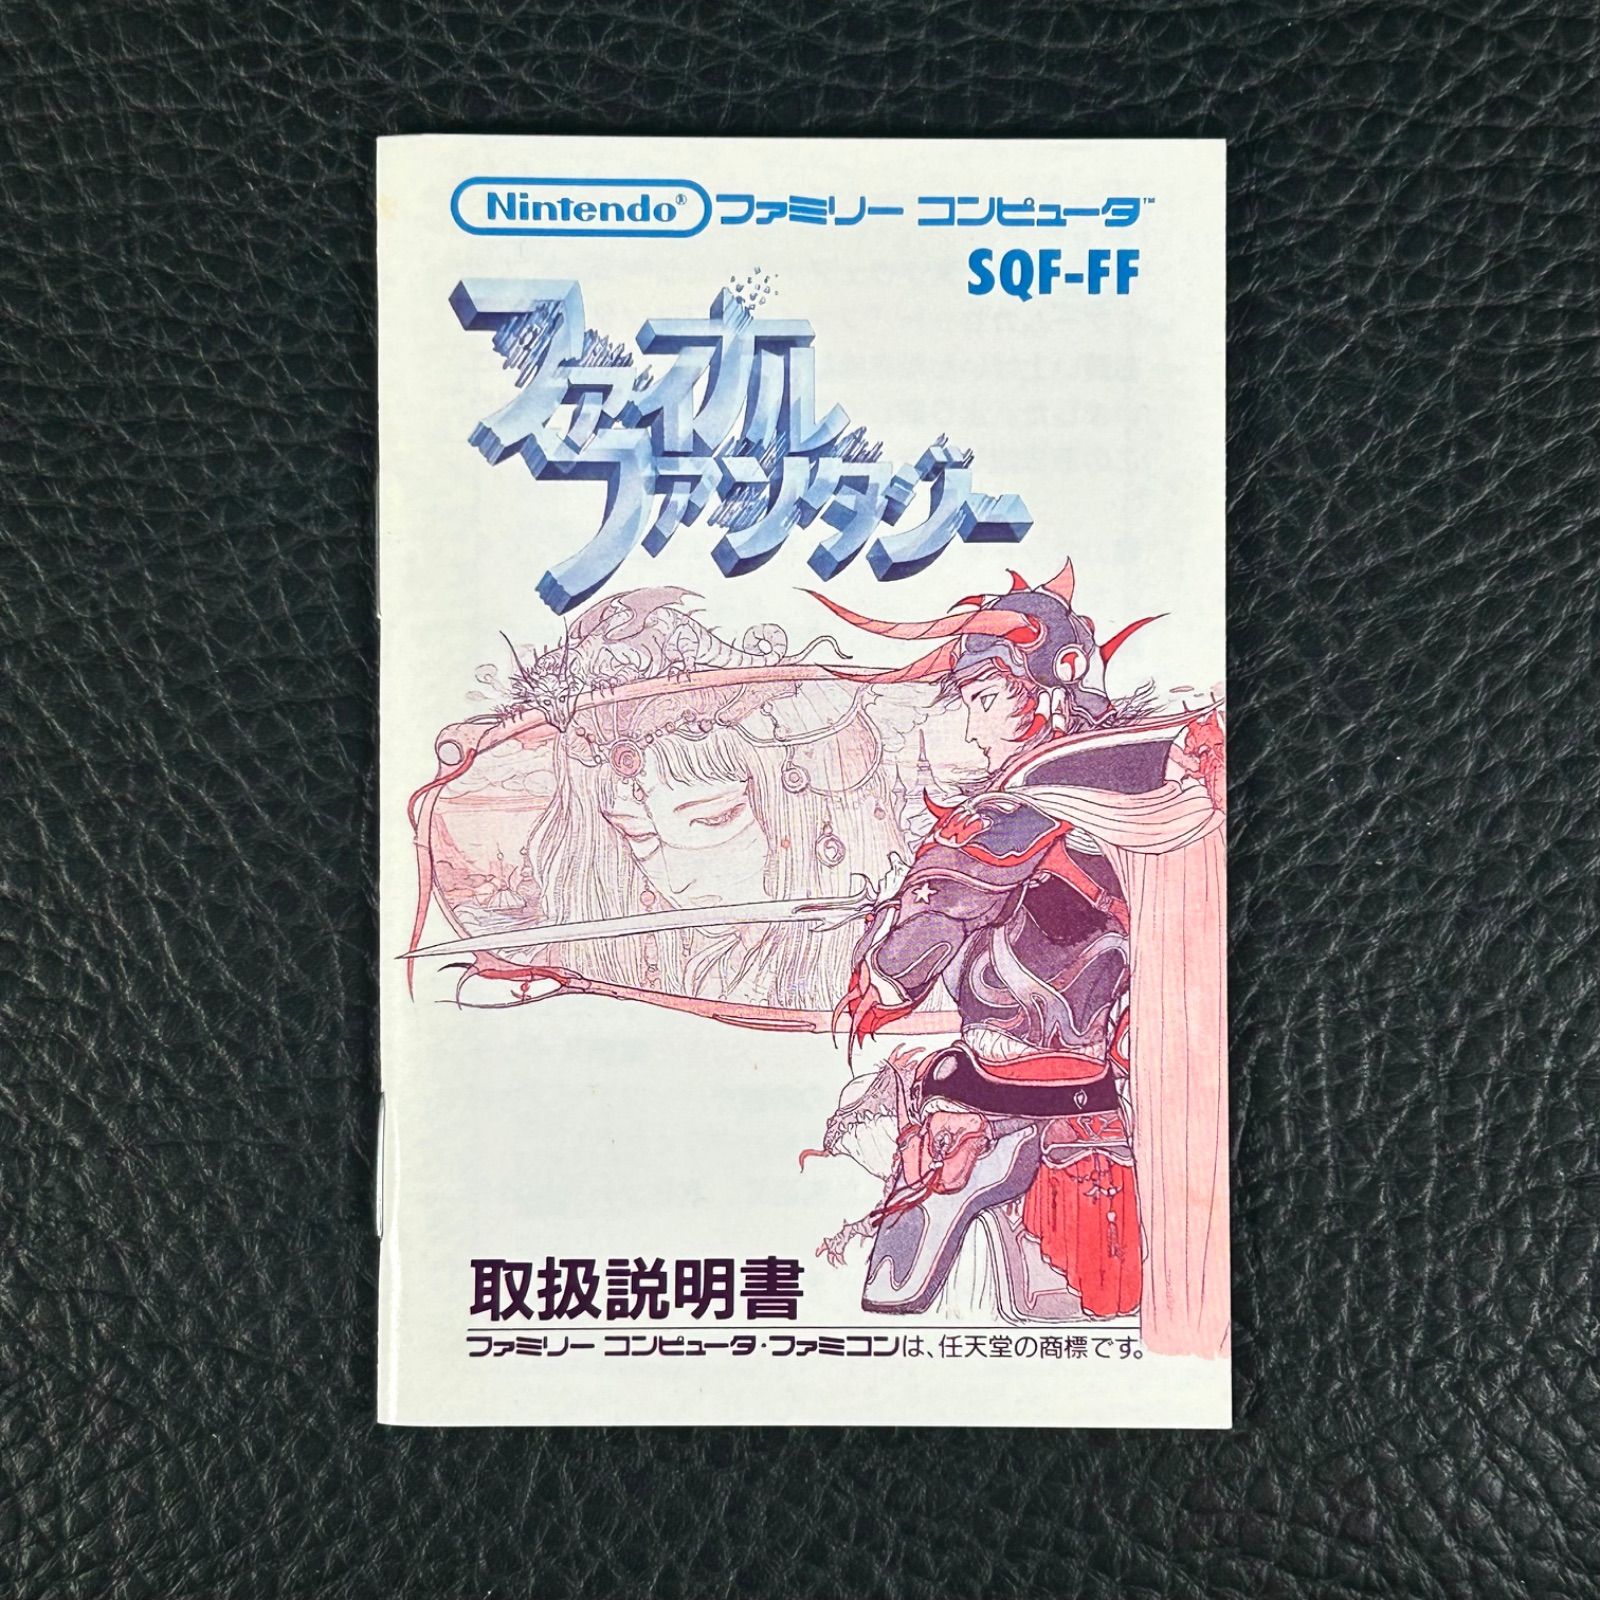 Nintendo® ファミリー コンピュータ™
SQF-FF
ファイナル
ファンタジー
取扱説明書
ファミリー コンピュータ・ファミコンは、任天堂の商標です。